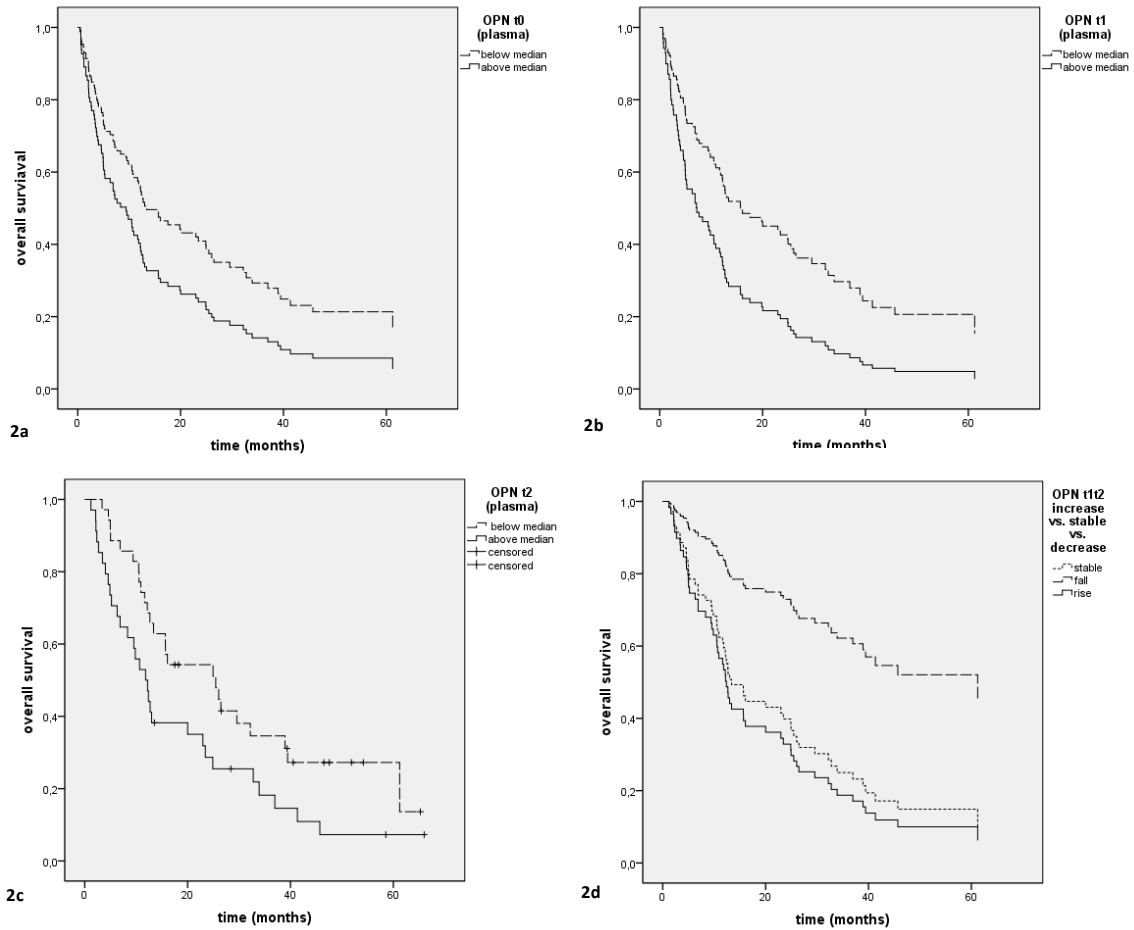 OPN t0
(plasma)
below median
above median
1,0
0,8
0,6
0,4
0,2
0,0
overall surviaval
0
20
40
60
time (months)
2a
OPN t1
(plasma)
below median
above median
1,0
0,8
0,6
0,4
0,2
0,0
overall survival
0
20
40
60
time (months)
2b
OPN t2
(plasma)
below median
above median
censored
censored
1,0
0,8
0,6
0,4
0,2
0,0
overall survival
0
20
40
60
time (months)
2c
OPN t1t2
increase
vs. stable
vs.
decrease
stable
fall
rise
1,0
0,8
0,6
0,4
0,2
0,0
overall survival
0
20
40
60
time (months)
2d